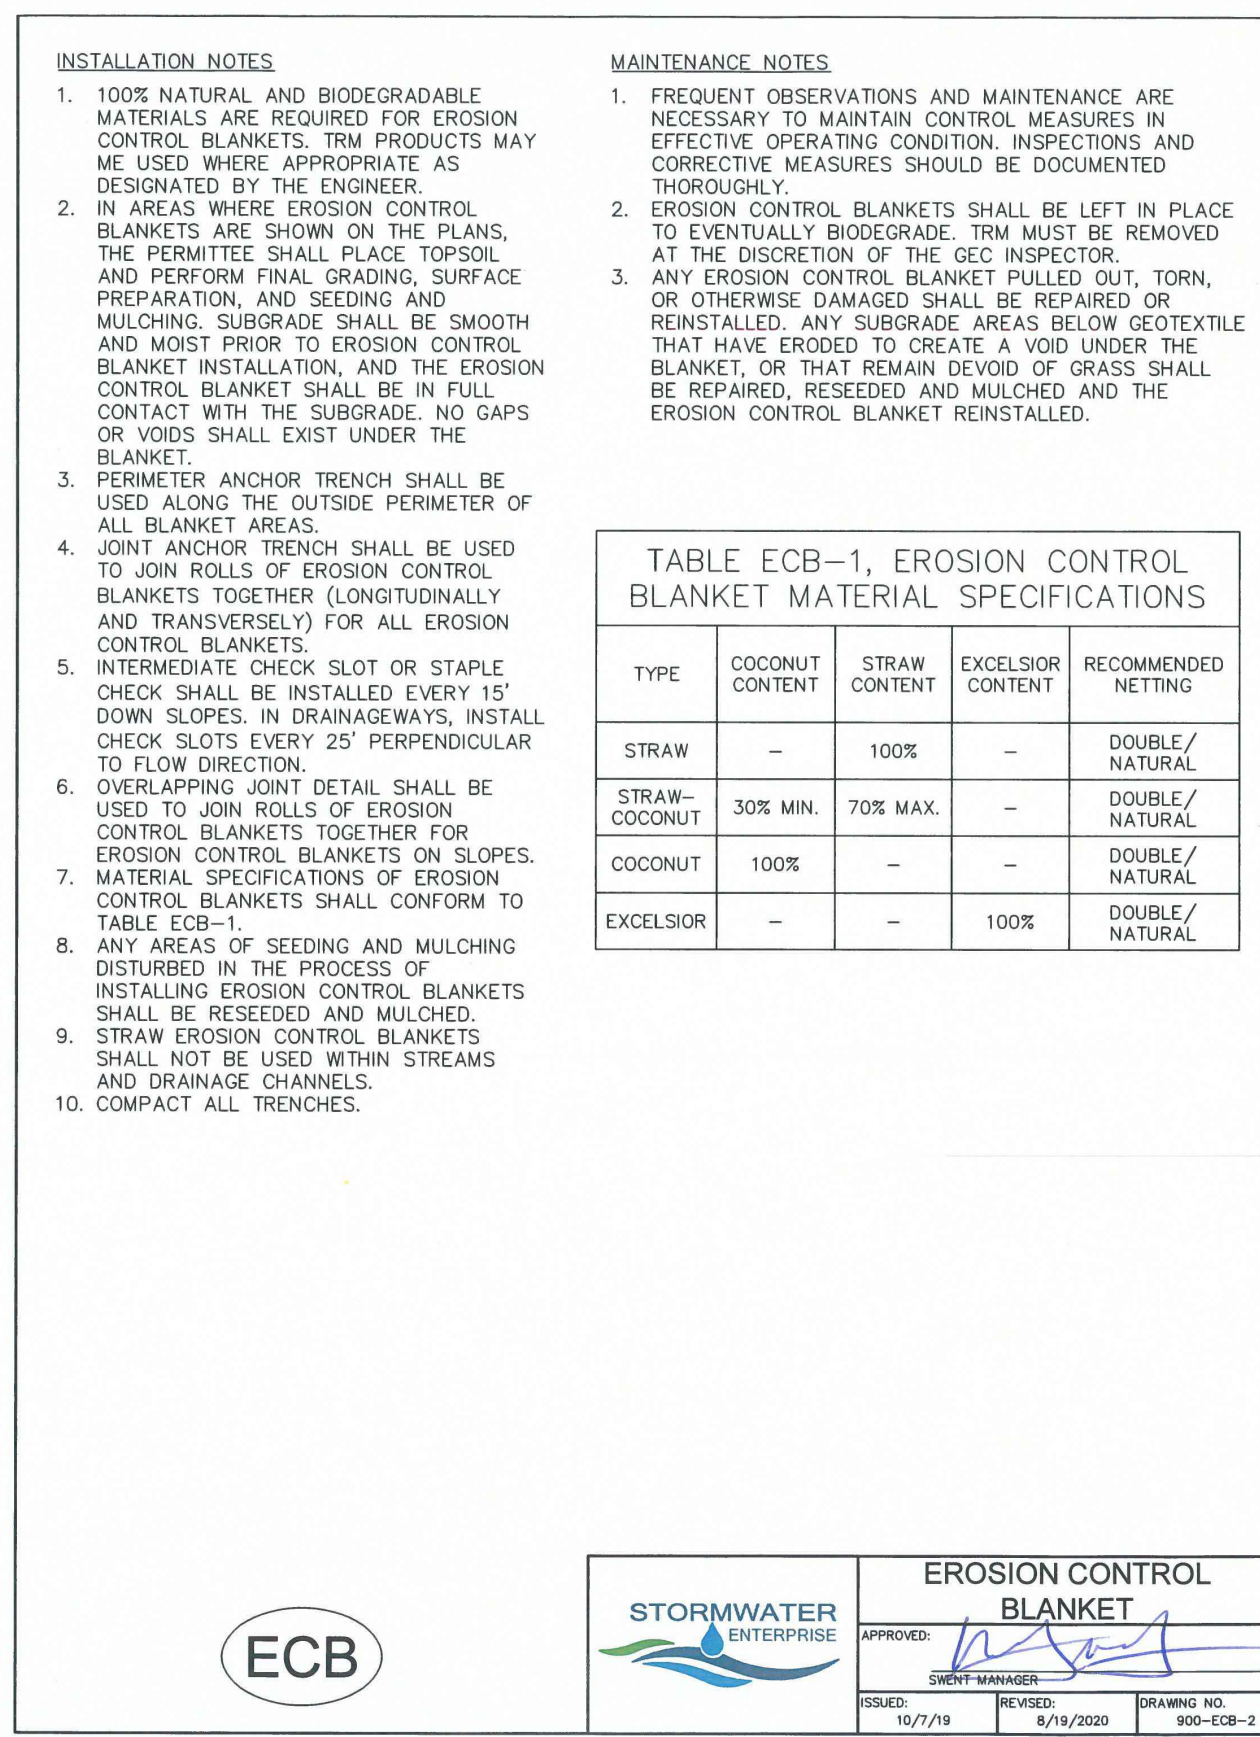 INSTALLATION NOTES
1. 100% NATURAL AND BIODEGRADABLE
MATERIALS ARE REQUIRED FOR EROSION
CONTROL BLANKETS. TRM PRODUCTS MAY
ME USED WHERE APPROPRIATE AS
DESIGNATED BY THE ENGINEER.
2. IN AREAS WHERE EROSION CONTROL
BLANKETS ARE SHOWN ON THE PLANS,
THE PERMITTEE SHALL PLACE TOPSOIL
AND PERFORM FINAL GRADING, SURFACE
PREPARATION, AND SEEDING AND
MULCHING. SUBGRADE SHALL BE SMOOTH
AND MOIST PRIOR TO EROSION CONTROL
BLANKET INSTALLATION, AND THE EROSION
CONTROL BLANKET SHALL BE IN FULL
CONTACT WITH THE SUBGRADE. NO GAPS
OR VOIDS SHALL EXIST UNDER THE
BLANKET.
3. PERIMETER ANCHOR TRENCH SHALL BE
USED ALONG THE OUTSIDE PERIMETER OF
ALL BLANKET AREAS.
4. JOINT ANCHOR TRENCH SHALL BE USED
TO JOIN ROLLS OF EROSION CONTROL
BLANKETS TOGETHER (LONGITUDINALLY
AND TRANSVERSELY) FOR ALL EROSION
CONTROL BLANKETS.
5. INTERMEDIATE CHECK SLOT OR STAPLE
CHECK SHALL BE INSTALLED EVERY 15'
DOWN SLOPES. IN DRAINAGEWAYS, INSTALL
CHECK SLOTS EVERY 25' PERPENDICULAR
TO FLOW DIRECTION.
6. OVERLAPPING JOINT DETAIL SHALL BE
USED TO JOIN ROLLS OF EROSION
CONTROL BLANKETS TOGETHER FOR
EROSION CONTROL BLANKETS ON SLOPES.
7. MATERIAL SPECIFICATIONS OF EROSION
CONTROL BLANKETS SHALL CONFORM TO
TABLE ECB-1.
8. ANY AREAS OF SEEDING AND MULCHING
DISTURBED IN THE PROCESS OF
INSTALLING EROSION CONTROL BLANKETS
SHALL BE RESEEDED AND MULCHED.
9. STRAW EROSION CONTROL BLANKETS
SHALL NOT BE USED WITHIN STREAMS
AND DRAINAGE CHANNELS.
10. COMPACT ALL TRENCHES.
MAINTENANCE NOTES
1. FREQUENT OBSERVATIONS AND MAINTENANCE ARE
NECESSARY TO MAINTAIN CONTROL MEASURES IN
EFFECTIVE OPERATING CONDITION. INSPECTIONS AND
CORRECTIVE MEASURES SHOULD BE DOCUMENTED
THOROUGHLY.
2. EROSION CONTROL BLANKETS SHALL BE LEFT IN PLACE
TO EVENTUALLY BIODEGRADE. TRM MUST BE REMOVED
AT THE DISCRETION OF THE GEC INSPECTOR.
3. ANY EROSION CONTROL BLANKET PULLED OUT, TORN,
OR OTHERWISE DAMAGED SHALL BE REPAIRED OR
REINSTALLED. ANY SUBGRADE AREAS BELOW GEOTEXTILE
THAT HAVE ERODED TO CREATE A VOID UNDER THE
BLANKET, OR THAT REMAIN DEVOID OF GRASS SHALL
BE REPAIRED, RESEEDED AND MULCHED AND THE
EROSION CONTROL BLANKET REINSTALLED.
TABLE ECB-1, EROSION CONTROL
BLANKET MATERIAL SPECIFICATIONS
TYPE COCONUT CONTENT STRAW CONTENT EXCELSIOR CONTENT RECOMMENDED NETTING
STRAW - 100% - DOUBLE/ NATURAL
STRAW-COCONUT 30% MIN. 70% MAX. - DOUBLE/ NATURAL
COCONUT 100% - - DOUBLE/ NATURAL
EXCELSIOR - - 100% DOUBLE/ NATURAL
ECB
STORMWATER
ENTERPRISE
EROSION CONTROL
BLANKET
APPROVED:
SWENT MANAGER
ISSUED: 10/7/19
REVISED: 8/19/2020
DRAWING NO. 900-ECB-2